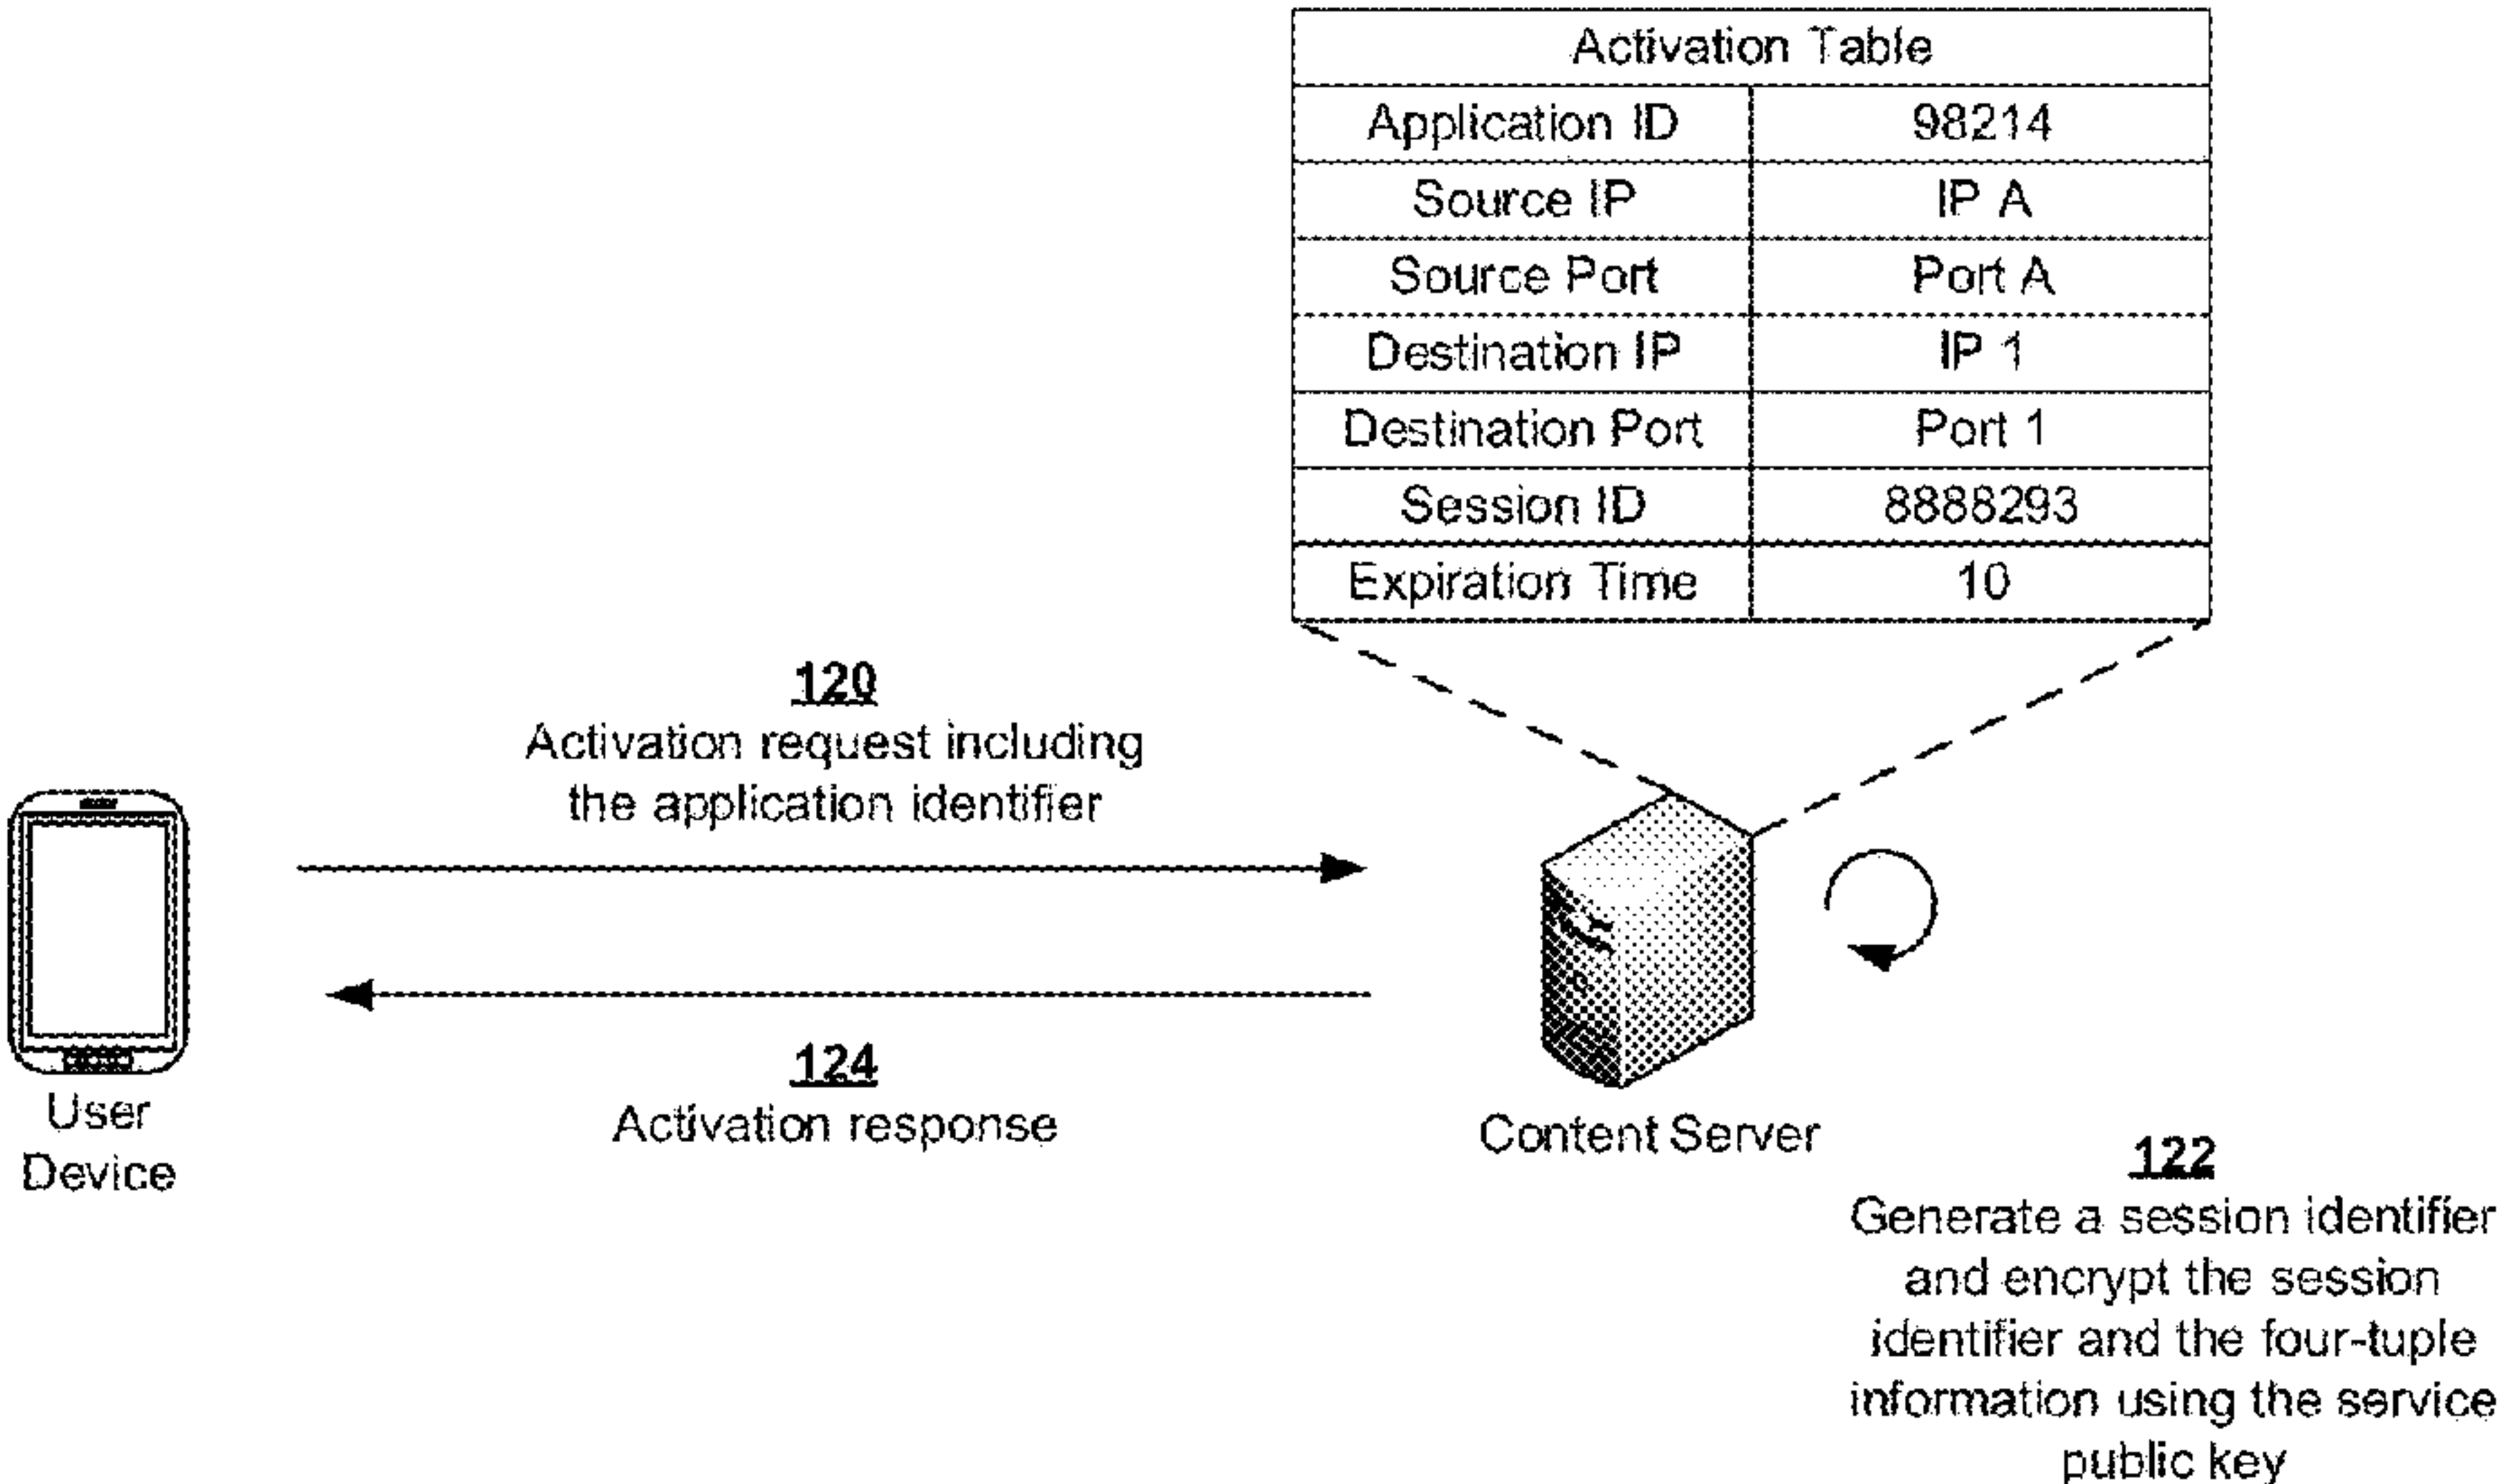 Activation Table
Application ID 98214
Source IP IP A
Source Port Port A
Destination IP IP 1
Destination Port Port 1
Session ID 8888293
Expiration Time 10
120
Activation request including
the application identifier
124
Activation response
User
Device
Content Server
122
Generate a session identifier
and encrypt the session
identifier and the four-tuple
information using the service
public key